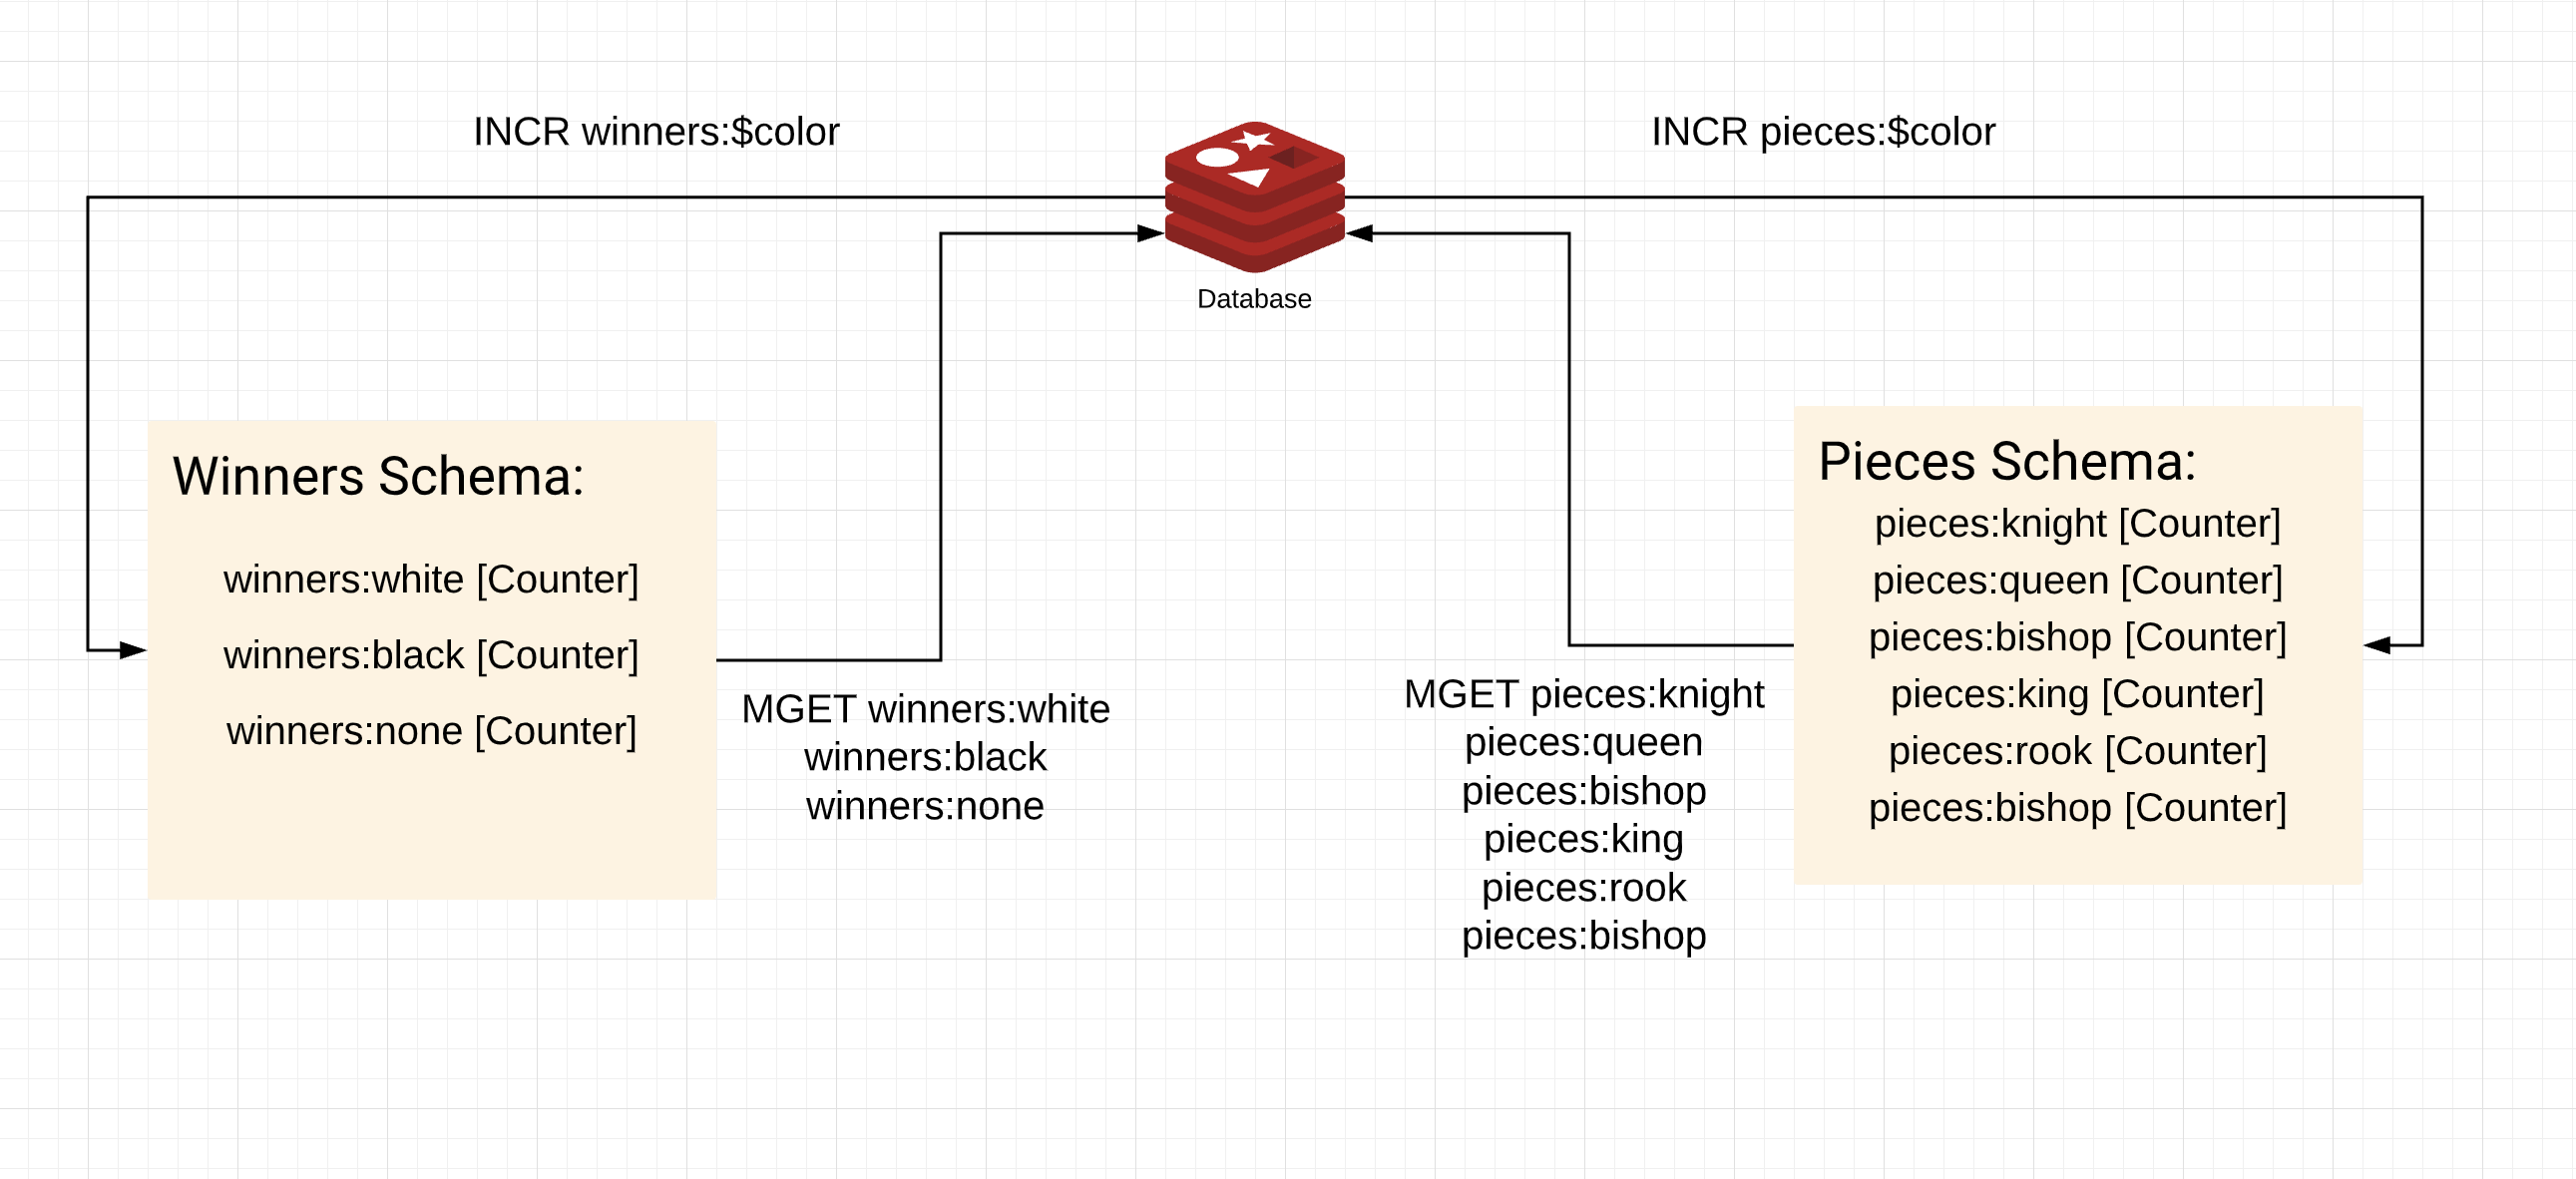 INCR winners:$color
INCR pieces:$color
Database
Winners Schema:
winners:white [Counter]
winners:black [Counter]
winners:none [Counter]
MGET winners:white
winners:black
winners:none
MGET pieces:knight
pieces:queen
pieces:bishop
pieces:king
pieces:rook
pieces:bishop
Pieces Schema:
pieces:knight [Counter]
pieces:queen [Counter]
pieces:bishop [Counter]
pieces:king [Counter]
pieces:rook [Counter]
pieces:bishop [Counter]